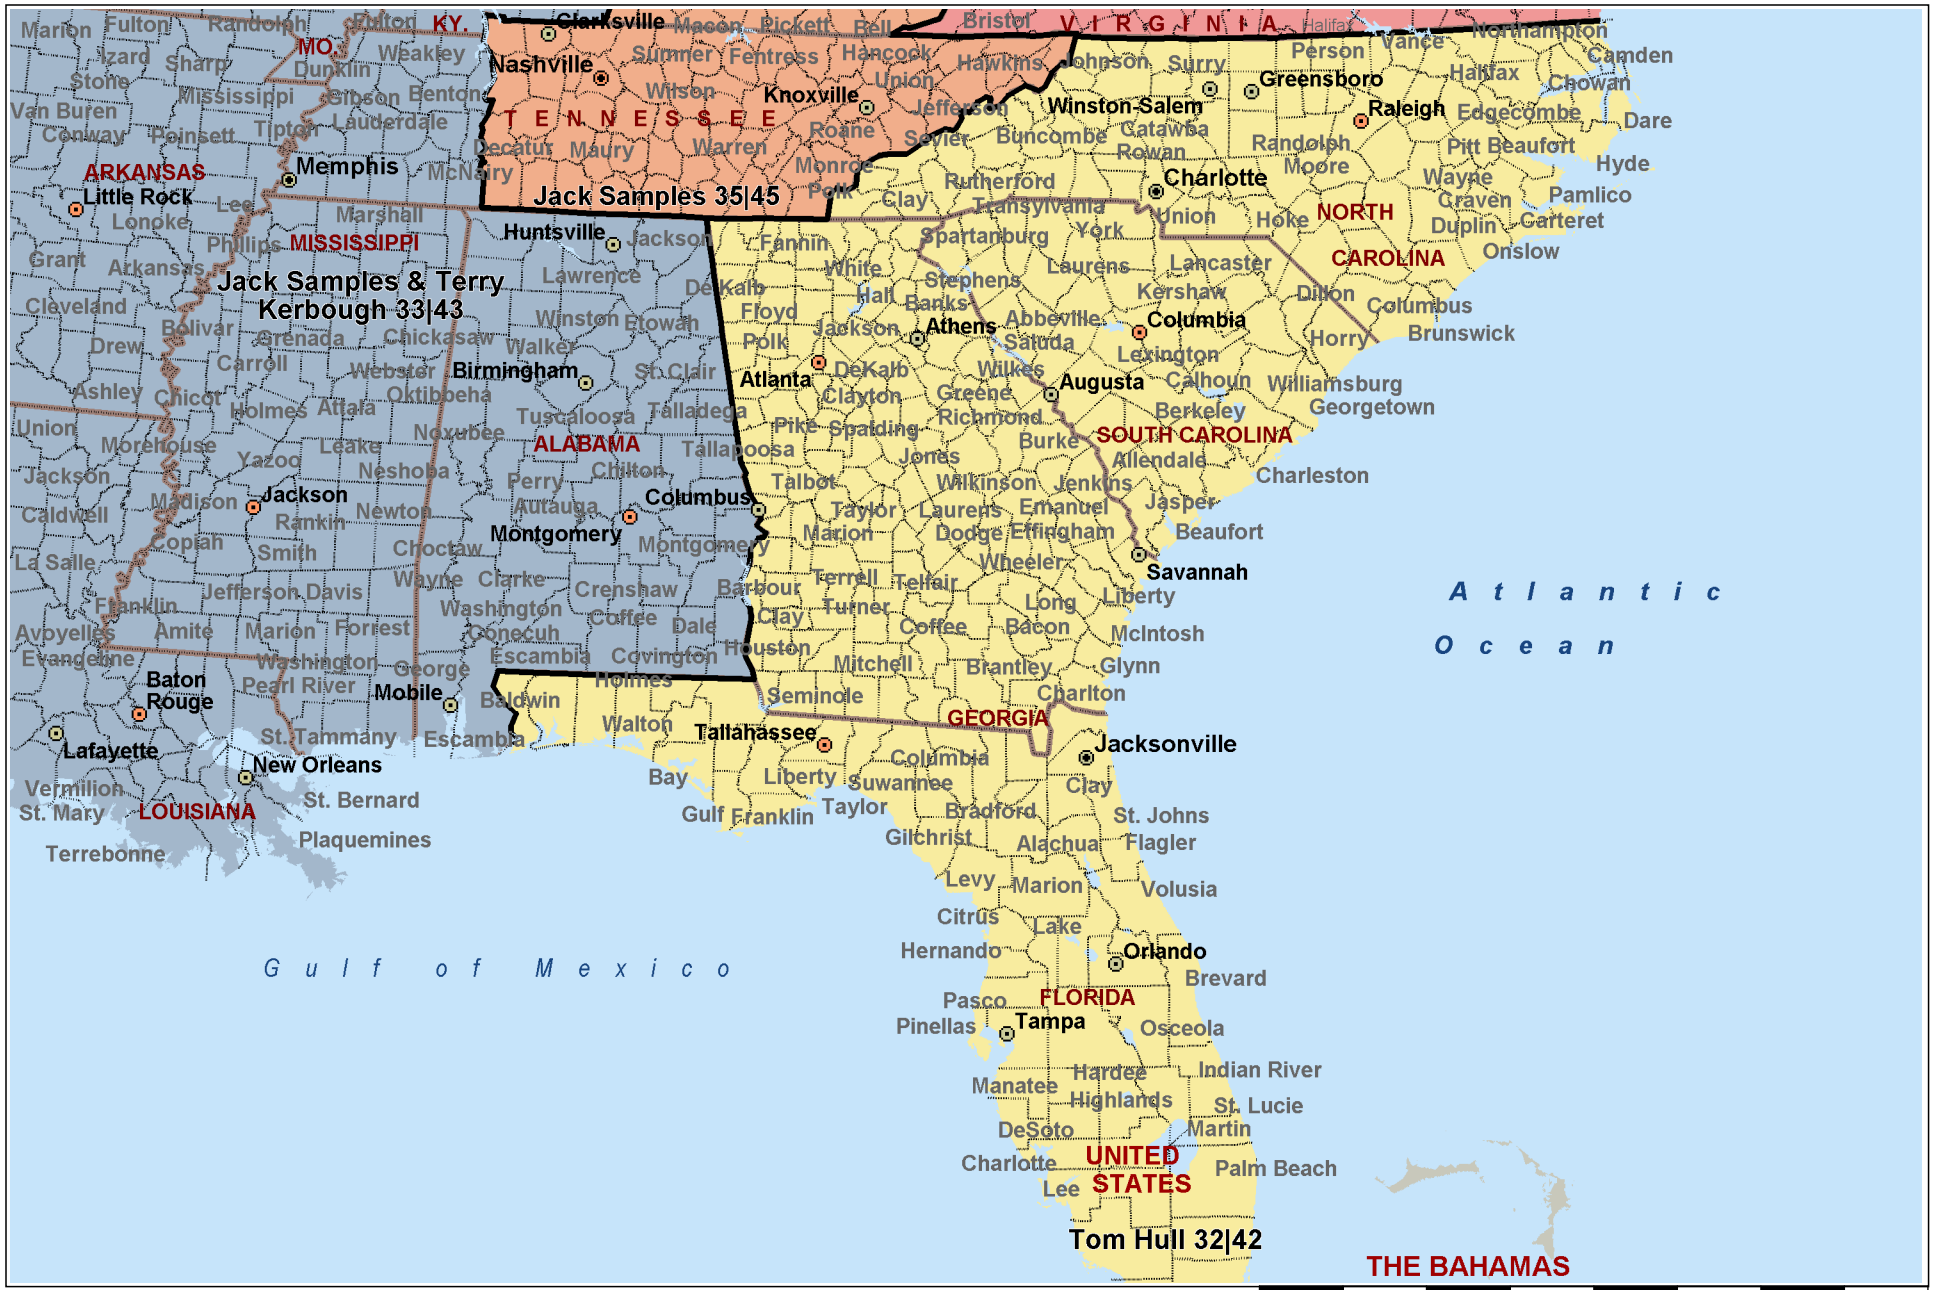 Clarksville Macon Pickett Bell Bristol VIRGINIA Halifax Northampton
Marion Fulton Randolph Fulton KY.
Izard Sharp MO. Weakley Nashville Sumner Fentress Hancock Hawkins Johnson Surry Person Vance Camden
Stone Dunklin Wilson Knoxville Union Greensboro Halifax Chowan
Van Buren Mississippi Gibson Benton TENNESSEE Jefferson Winston-Salem Raleigh Edgecombe Dare
Conway Poinsett Tipton Lauderdale Roane Sevier Buncombe Catawba Randolph Pitt Beaufort
Decatur Maury Warren Rowan Moore Hyde
ARKANSAS Memphis McNairy Monroe Rutherford Charlotte Wayne Pamlico
Little Rock Jack Samples 35|45 Polk Clay Transylvania Craven
Lonoke Lee Marshall Union Hoke NORTH Duplin Carteret
Phillips MISSISSIPPI Huntsville Jackson Fannin Spartanburg York CAROLINA Onslow
Grant Arkansas Lawrence White Laurens Lancaster
Jack Samples & Terry
Kerbough 33|43
DeKalb Hall Stephens Kershaw Dillon
Cleveland Floyd Banks Columbus
Bolivar Winston Etowah Jackson Athens Abbeville Columbia Brunswick
Drew Grenada Chickasaw Walker Polk Saluda Horry
Carroll Webster Birmingham St. Clair Atlanta DeKalb Wilkes Lexington
Ashley Chicot Oktibbeha Clayton Greene Augusta Calhoun Williamsburg
Holmes Attala Tuscaloosa Talladega Richmond Berkeley Georgetown
Union Noxubee ALABAMA Pike Spalding Burke SOUTH CAROLINA
Morehouse Leake Tallapoosa Jones Allendale
Jackson Yazoo Neshoba Chilton Talbot Wilkinson Jenkins Charleston
Perry
Madison Jackson Autauga Columbus Taylor Laurens Emanuel Jasper
Caldwell Rankin Newton Montgomery Marion Dodge Effingham Beaufort
Copiah Smith Choctaw Montgomery
La Salle Wheeler Savannah
Jefferson Davis Wayne Clarke Crenshaw Barbour Terrell Telfair Liberty
Atlantic
Franklin Washington Coffee Clay Turner Long
Avoyelles Amite Marion Forrest Conecuh Dale Coffee Bacon McIntosh
Ocean
Evangeline Washington George Escambia Covington Houston Mitchell Brantley Glynn
Baton
Rouge
Pearl River Mobile Baldwin Holmes Seminole Charlton
Walton GEORGIA
Lafayette St. Tammany Escambia Tallahassee Jacksonville
New Orleans Columbia
Vermilion Bay Liberty Suwannee Clay
St. Mary LOUISIANA St. Bernard Gulf Franklin Taylor Bradford St. Johns
Plaquemines Gilchrist Alachua Flagler
Terrebonne
Levy Marion Volusia
Citrus Lake
Hernando Orlando
Gulf of Mexico
Brevard
Pasco FLORIDA
Pinellas Tampa Osceola
Manatee Hardee Indian River
Highlands St. Lucie
DeSoto Martin
Charlotte UNITED Palm Beach
Lee STATES
Tom Hull 32|42
THE BAHAMAS